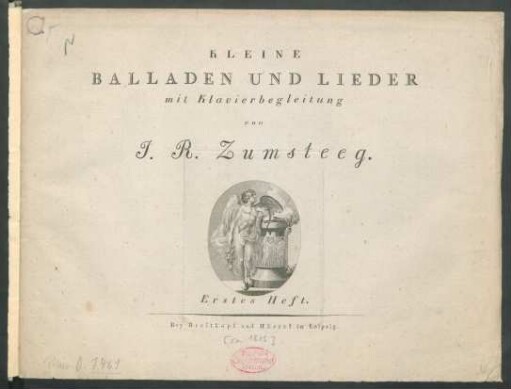 KLEINE
BALLADEN UND LIEDER
mit Klavierbegleitung
von
J. R. Zumsteeg.
Erstes Heft.
Bey Breitkopf und Härtel in Leipzig.